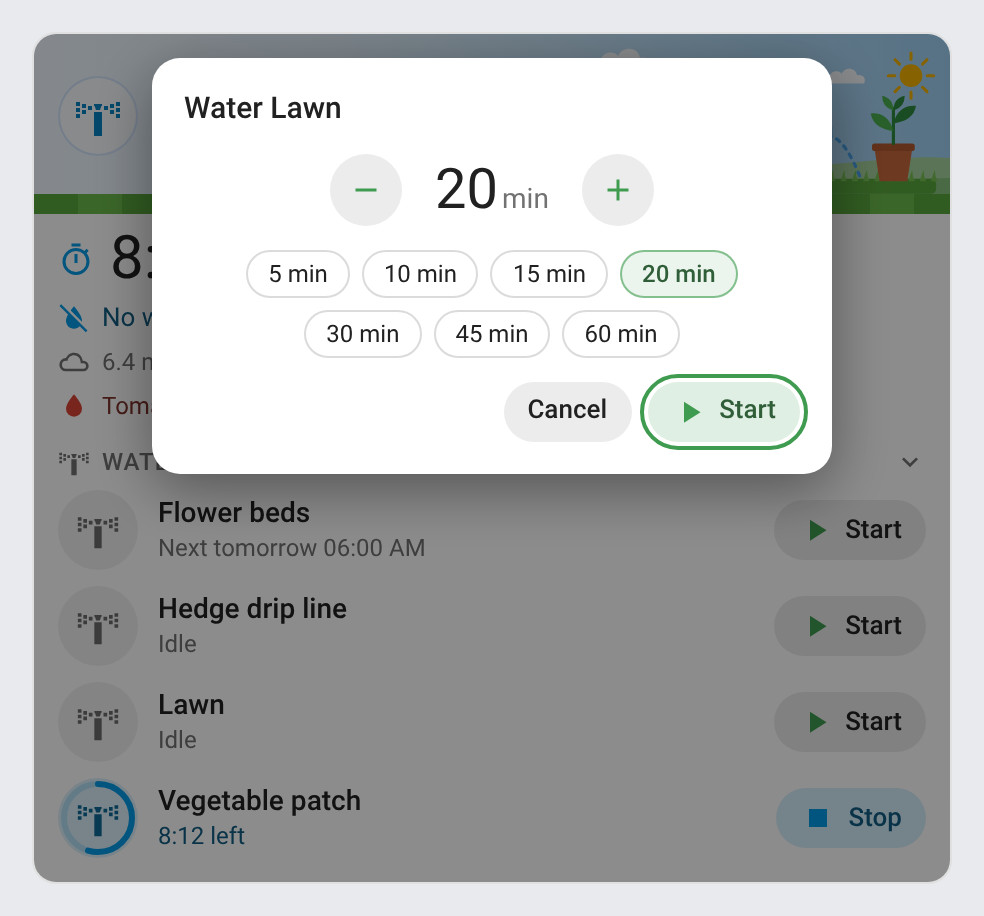 Water Lawn
20 min
5 min 10 min 15 min 20 min
30 min 45 min 60 min
Cancel Start
8:
No
6.4
Flower beds
Next tomorrow 06:00 AM
Start
Hedge drip line
Idle
Start
Lawn
Idle
Start
Vegetable patch
8:12 left
Stop